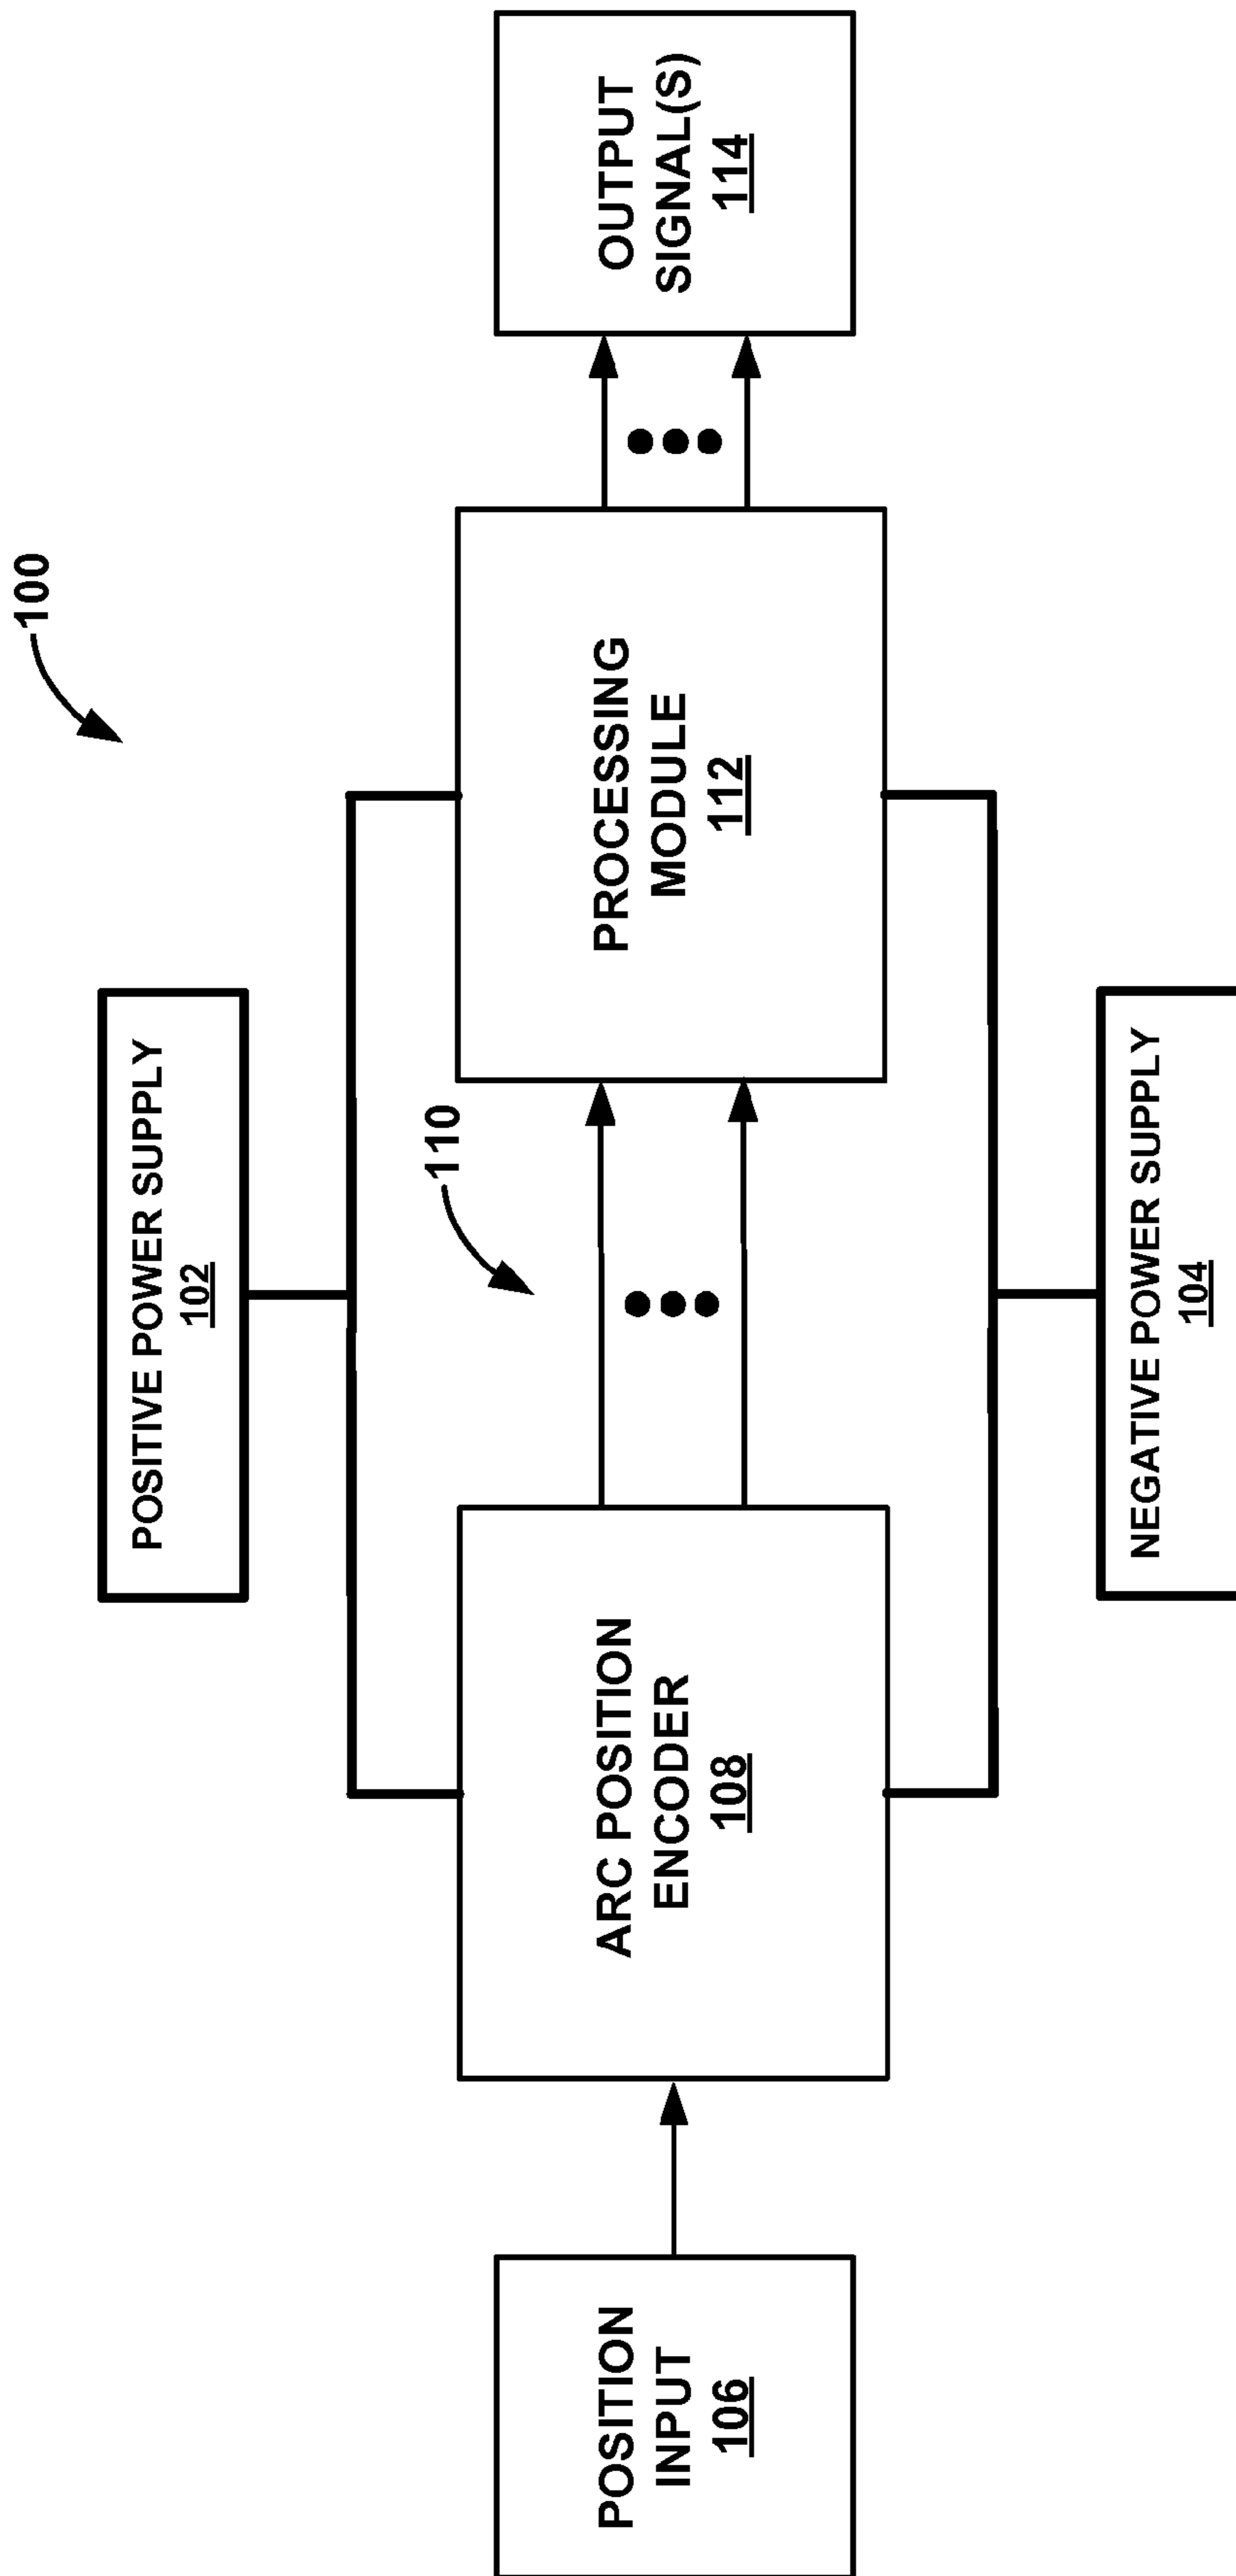 100
POSITIVE POWER SUPPLY
102
110
POSITION
INPUT
106
ARC POSITION
ENCODER
108
PROCESSING
MODULE
112
OUTPUT
SIGNAL(S)
114
NEGATIVE POWER SUPPLY
104